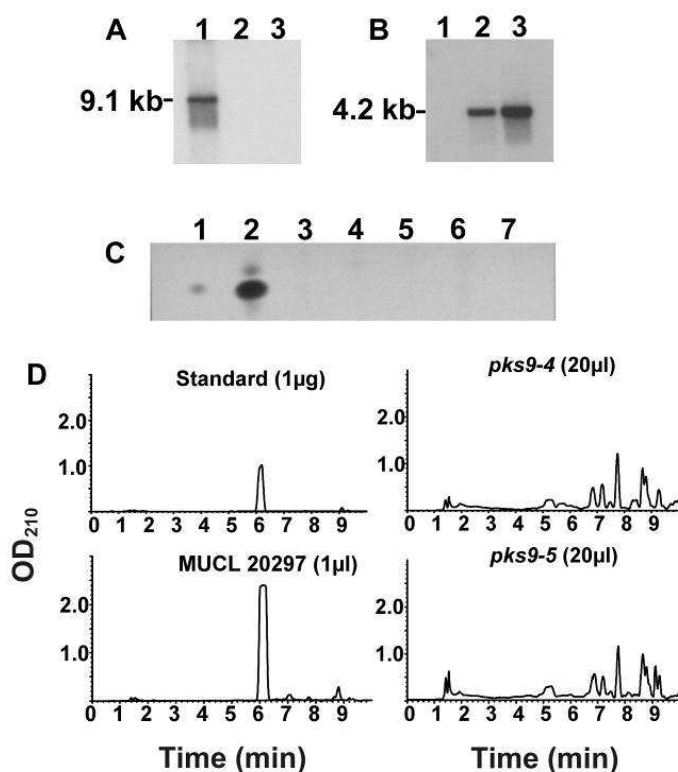 A 1 2 3
9.1 kb
B 1 2 3
4.2 kb
C 1 2 3 4 5 6 7
D
OD210
Standard (1µg)
2.0
1.0
0 1 2 3 4 5 6 7 8 9
pks9-4 (20µl)
2.0
1.0
0 1 2 3 4 5 6 7 8 9
MUCL 20297 (1µl)
2.0
1.0
0 1 2 3 4 5 6 7 8 9
Time (min)
pks9-5 (20µl)
2.0
1.0
0 1 2 3 4 5 6 7 8 9
Time (min)